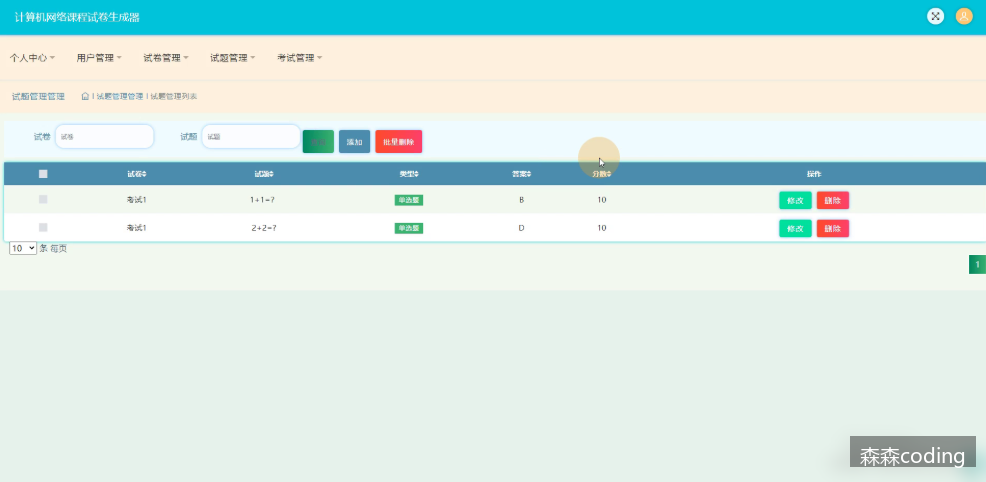 计算机网络课程试卷生成器
个人中心 用户管理 试卷管理 试题管理 考试管理
试题管理管理 | 试题管理管理 | 试题管理列表
试卷 试卷 试题 试题 添加 批量删除
试卷 试题 类型 答案 分数 操作
考试1 1+1=? 单选题 B 10 修改 删除
考试1 2+2=? 单选题 D 10 修改 删除
10 条 每页
1
森森coding